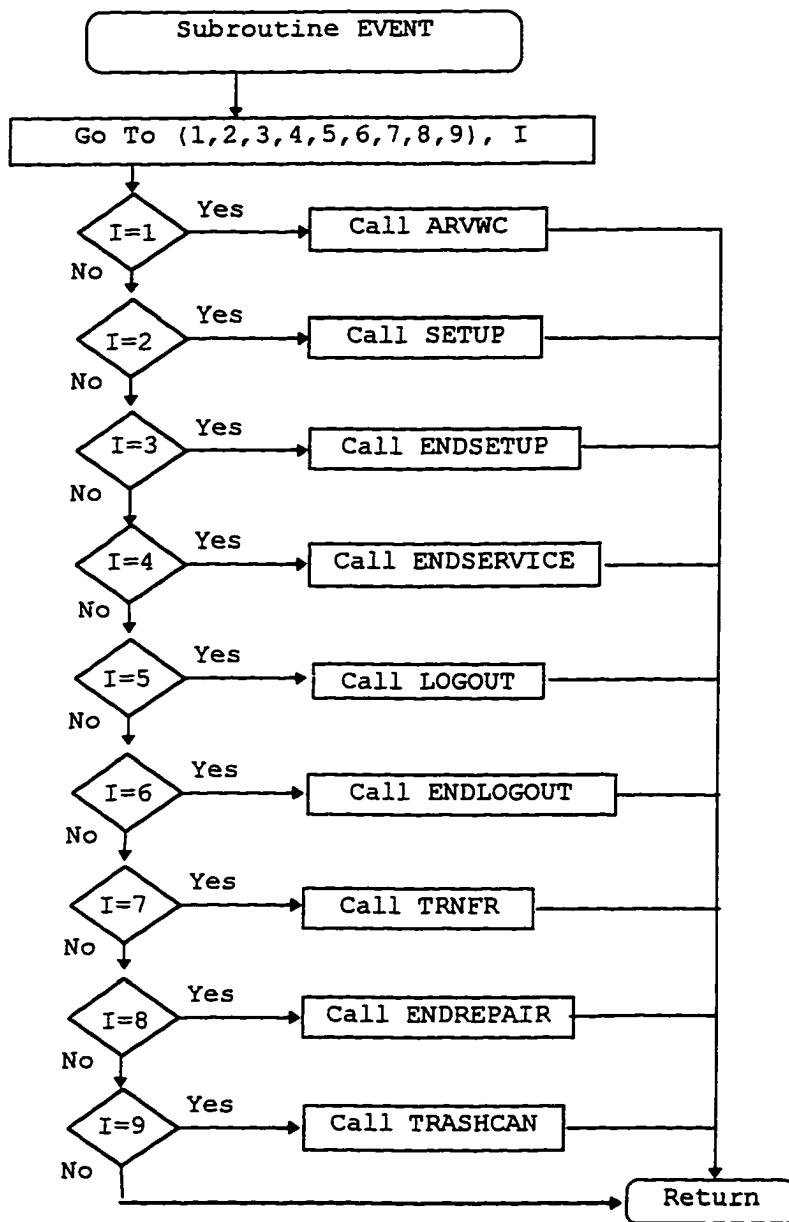 Subroutine EVENT
Go To (1,2,3,4,5,6,7,8,9), I
I=1
Yes
Call ARVWC
No
I=2
Yes
Call SETUP
No
I=3
Yes
Call ENDSETUP
No
I=4
Yes
Call ENDSERVICE
No
I=5
Yes
Call LOGOUT
No
I=6
Yes
Call ENDLOGOUT
No
I=7
Yes
Call TRNFR
No
I=8
Yes
Call ENDREPAIR
No
I=9
Yes
Call TRASHCAN
No
Return